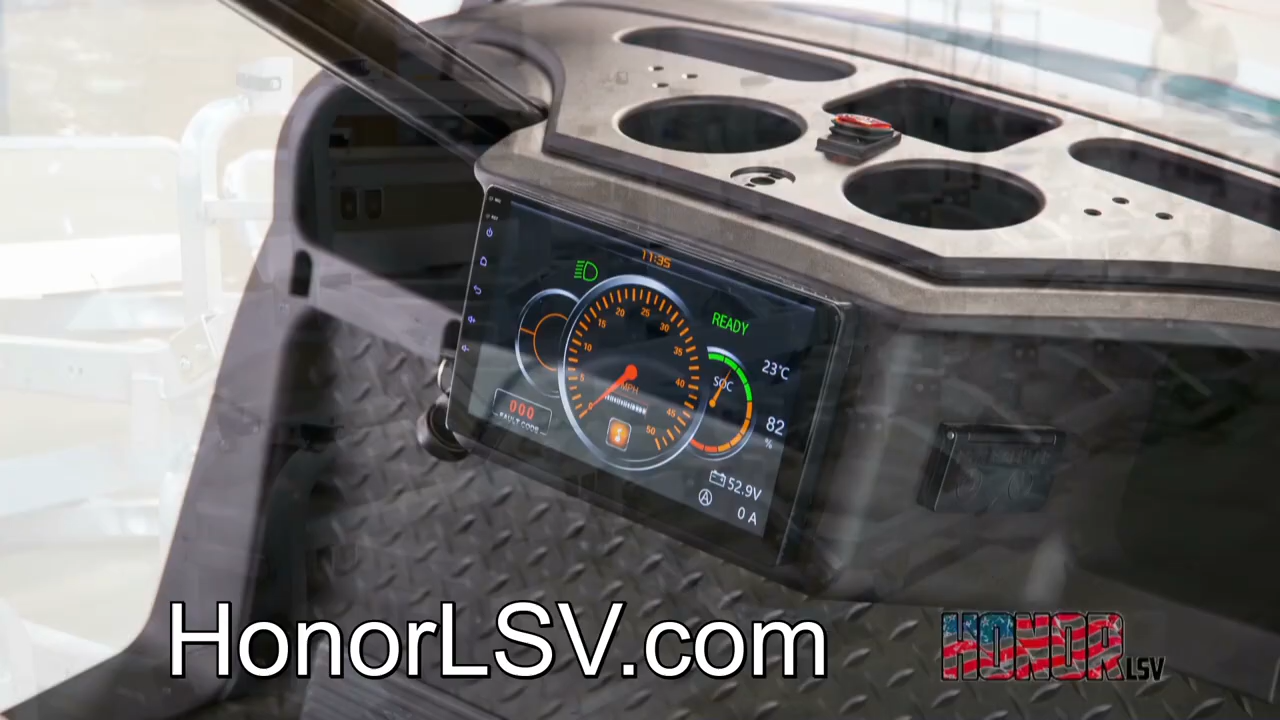 11:35
READY
23°C
20 25 30
15 35
10 40
5 45
0 50
MPH
SOC
82
%
000
FAULT CODE
52.9V
A
0 A
HonorLSV.com
HONOR LSV